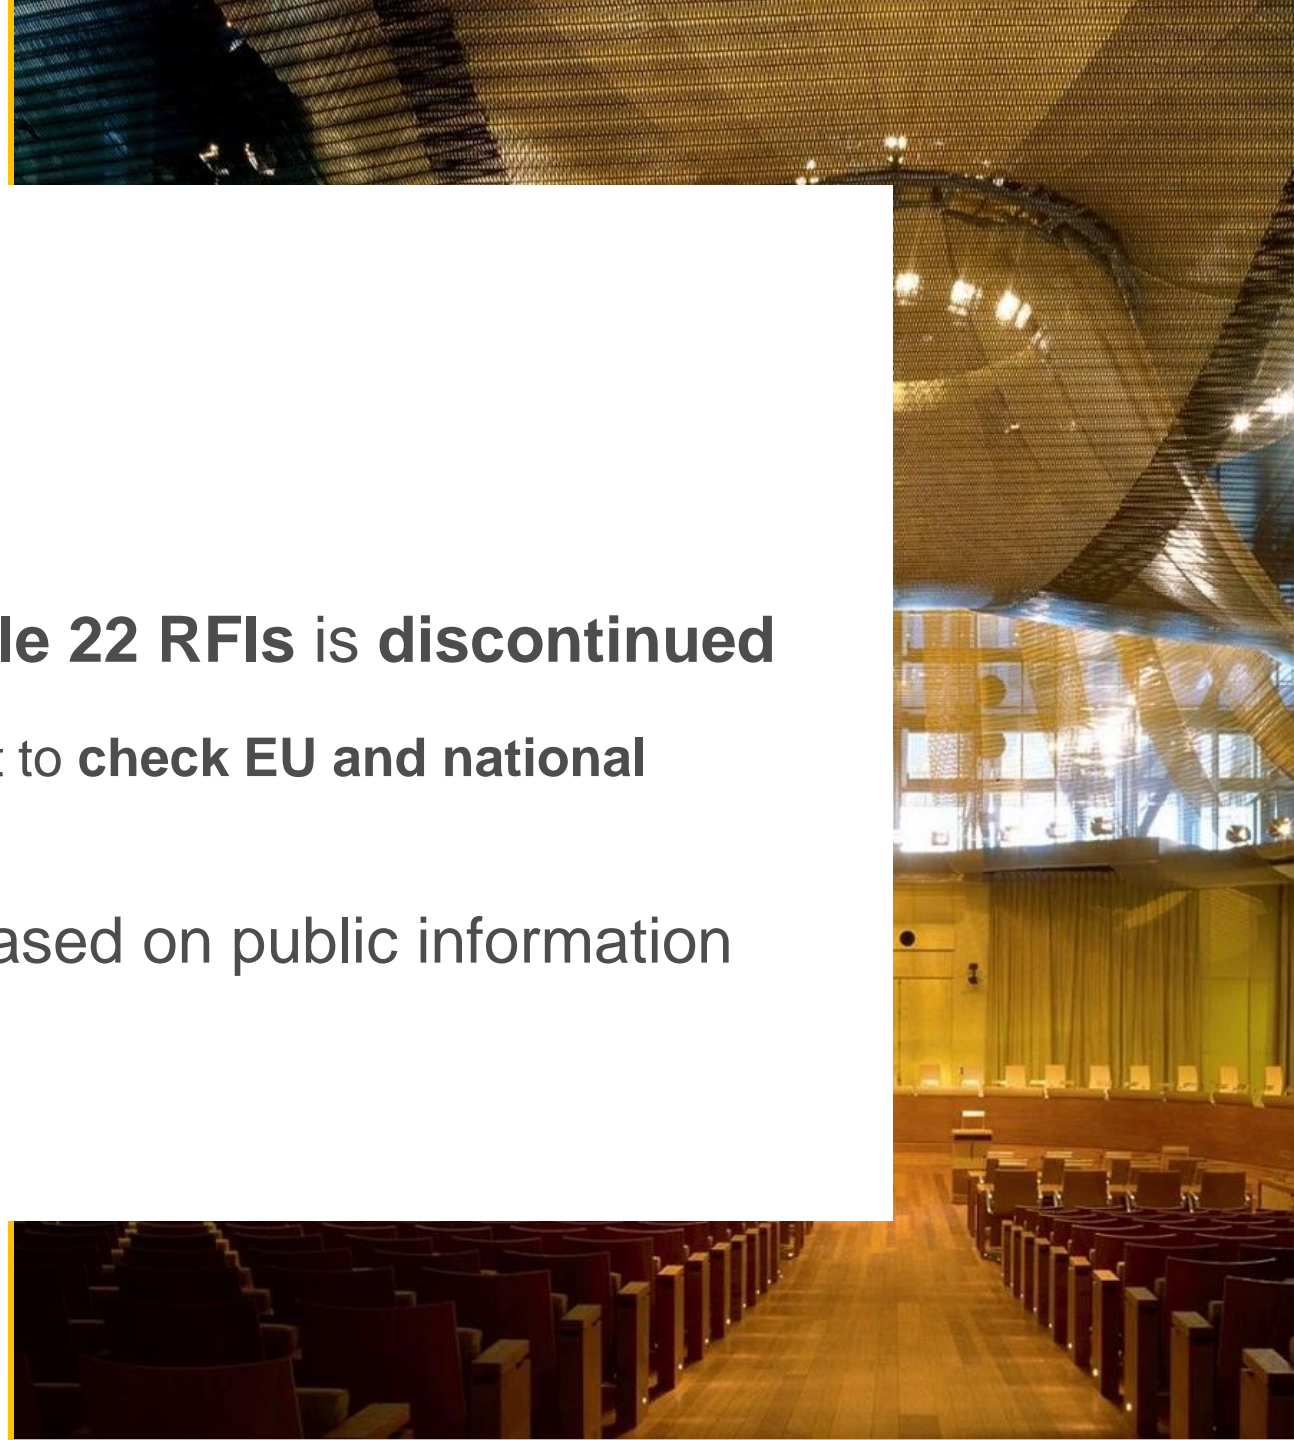 le 22 RFIs is discontinued
t to check EU and national
ased on public information